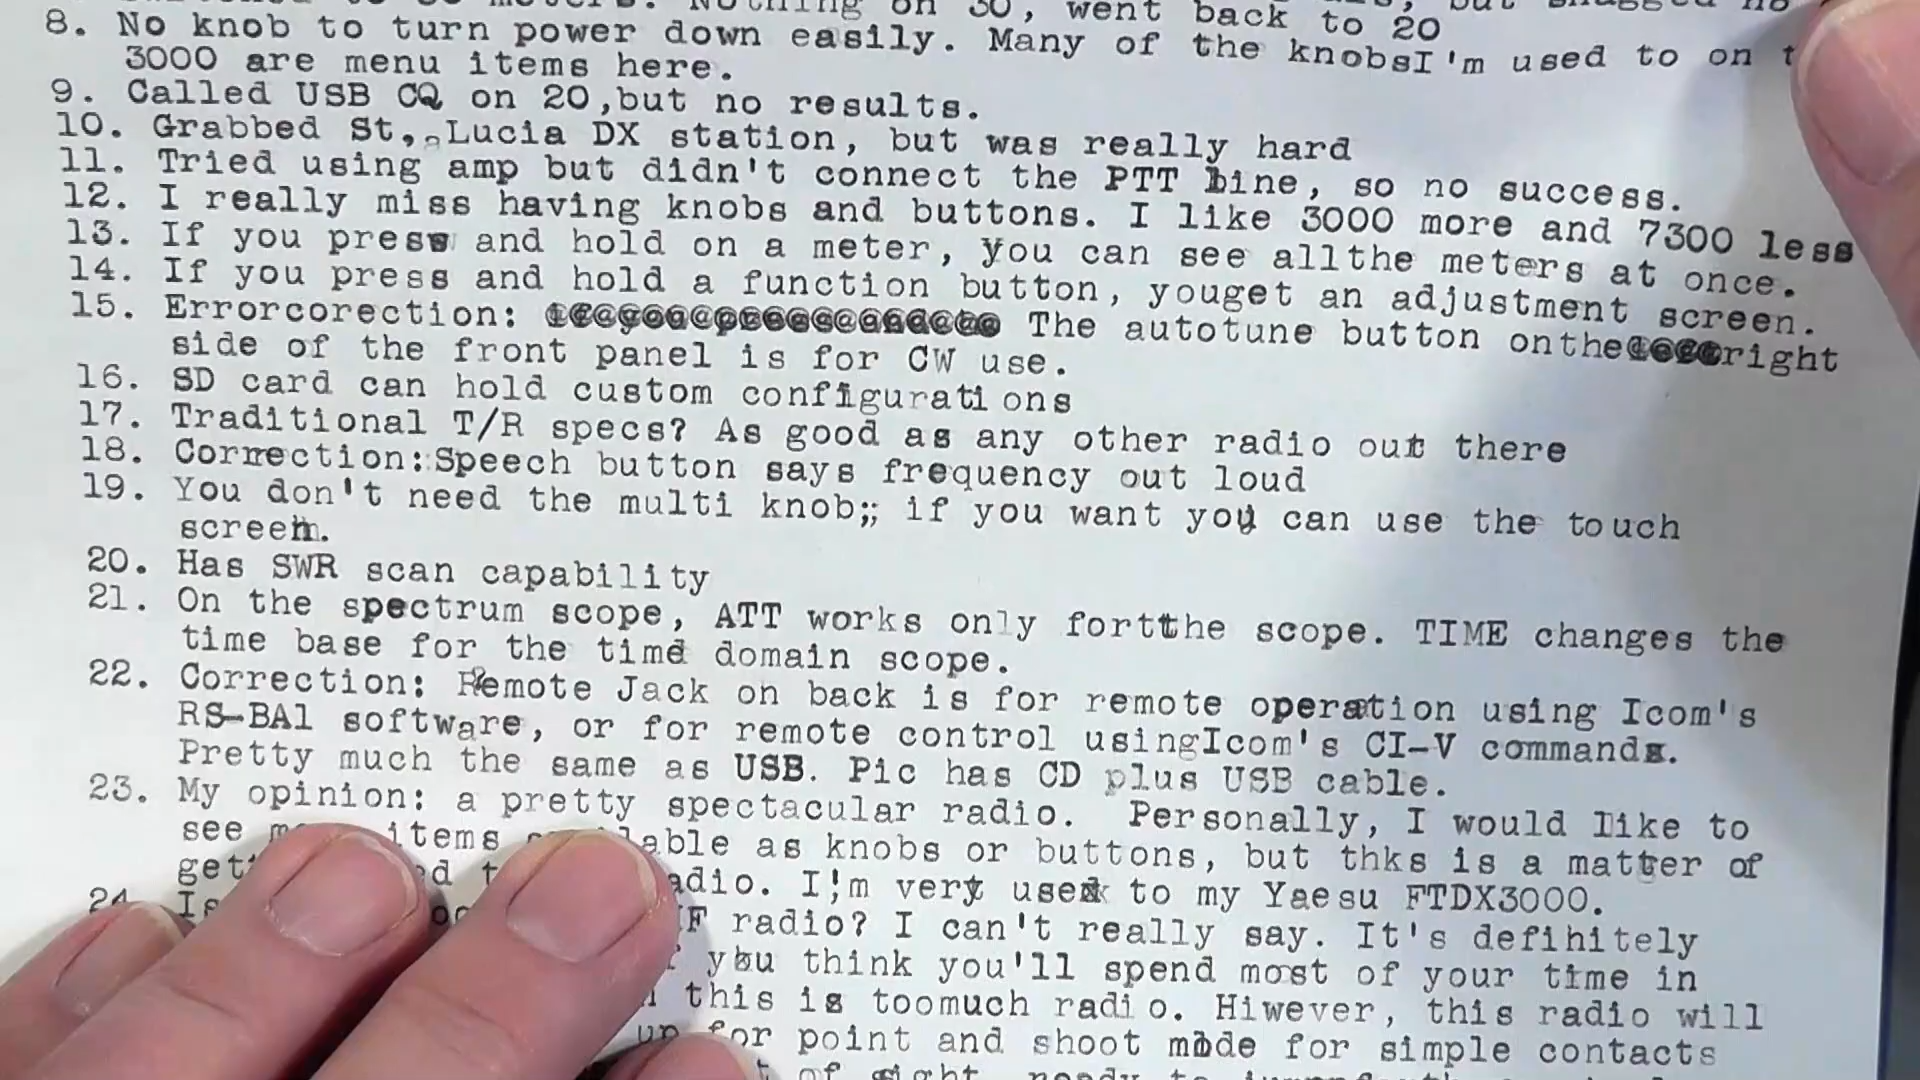 Nothing on 30, went back to 20
8. No knob to turn power down easily. Many of the knobsI'm used to on
3000 are menu items here.
9. Called USB CQ on 20,but no results.
10. Grabbed St, Lucia DX station, but was really hard
11. Tried using amp but didn't connect the PTT line, so no success.
12. I really miss having knobs and buttons. I like 3000 more and 7300 less
13. If you press and hold on a meter, you can see allthe meters at once.
14. If you press and hold a function button, youget an adjustment screen.
15. Errorcorection: The autotune button onthe right
side of the front panel is for CW use.
16. SD card can hold custom configurati ons
17. Traditional T/R specs? As good as any other radio out there
18. Correction:Speech button says frequency out loud
19. You don't need the multi knob;; if you want you can use the touch
screen.
20. Has SWR scan capability
21. On the spectrum scope, ATT works only forttthe scope. TIME changes the
time base for the time domain scope.
22. Correction: Remote Jack on back is for remote operation using Icom's
RS-BA1 software, or for remote control usingIcom's CI-V commands.
Pretty much the same as USB. Pic has CD plus USB cable.
23. My opinion: a pretty spectacular radio. Personally, I would like to
see items as knobs or buttons, but thks is a matter of
I'm very used to my Yaesu FTDX3000.
24. radio? I can't really say. It's defihitely
you think you'll spend most of your time in
this is toomuch radio. Hiwever, this radio will
for point and shoot mode for simple contacts